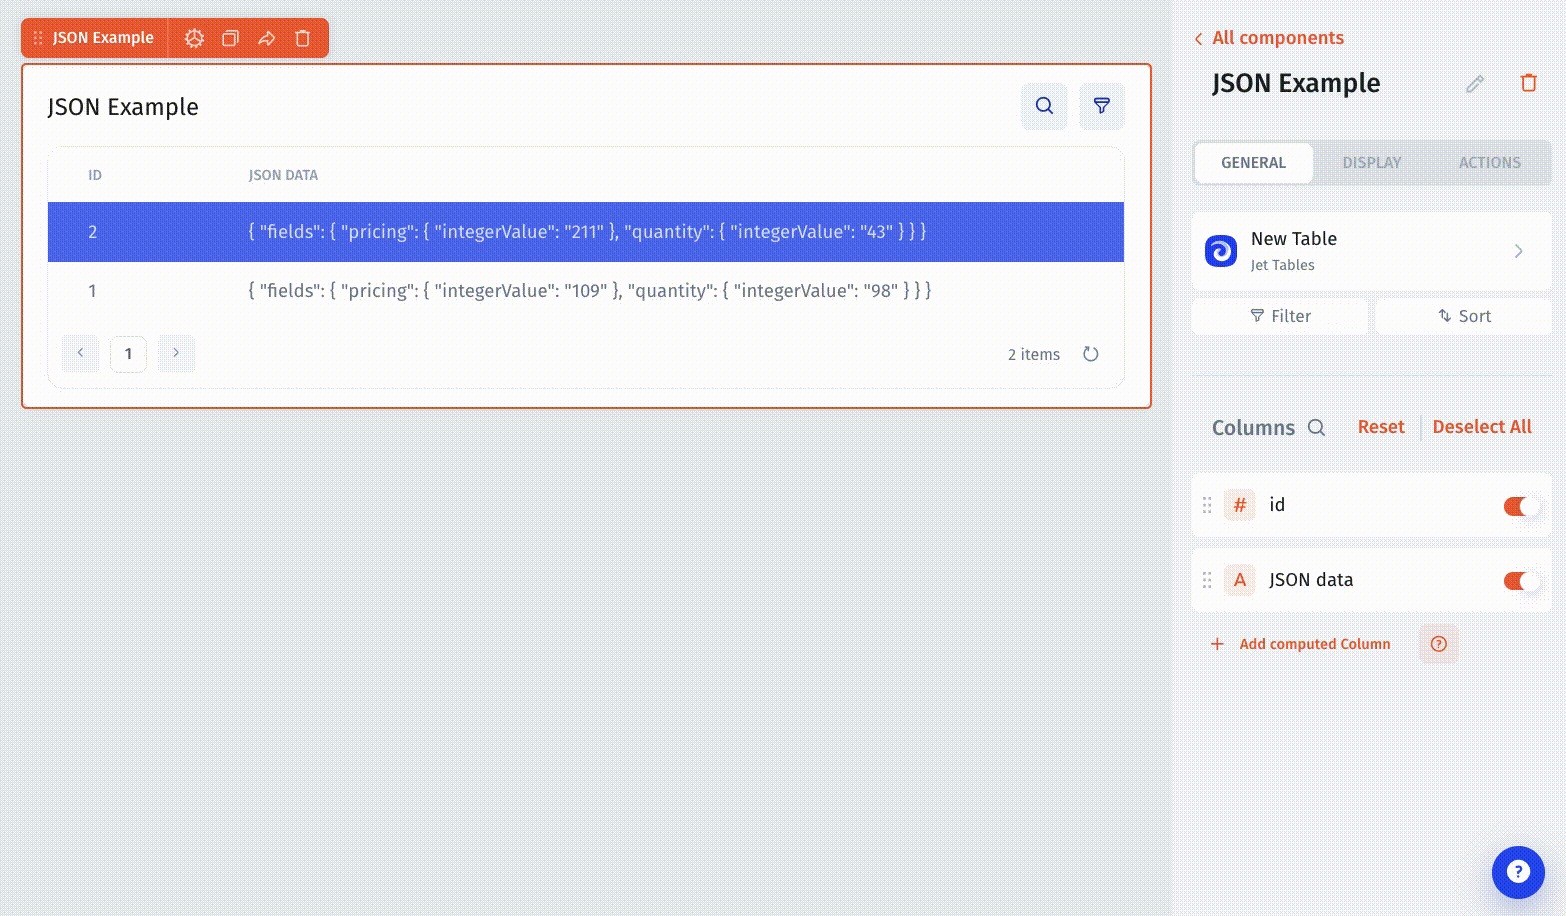 JSON Example
JSON Example
ID JSON DATA
2 { "fields": { "pricing": { "integerValue": "211" }, "quantity": { "integerValue": "43" } } }
1 { "fields": { "pricing": { "integerValue": "109" }, "quantity": { "integerValue": "98" } } }
1
2 items
All components
JSON Example
GENERAL DISPLAY ACTIONS
New Table
Jet Tables
Filter Sort
Columns Reset Deselect All
# id
A JSON data
+ Add computed Column ?
?